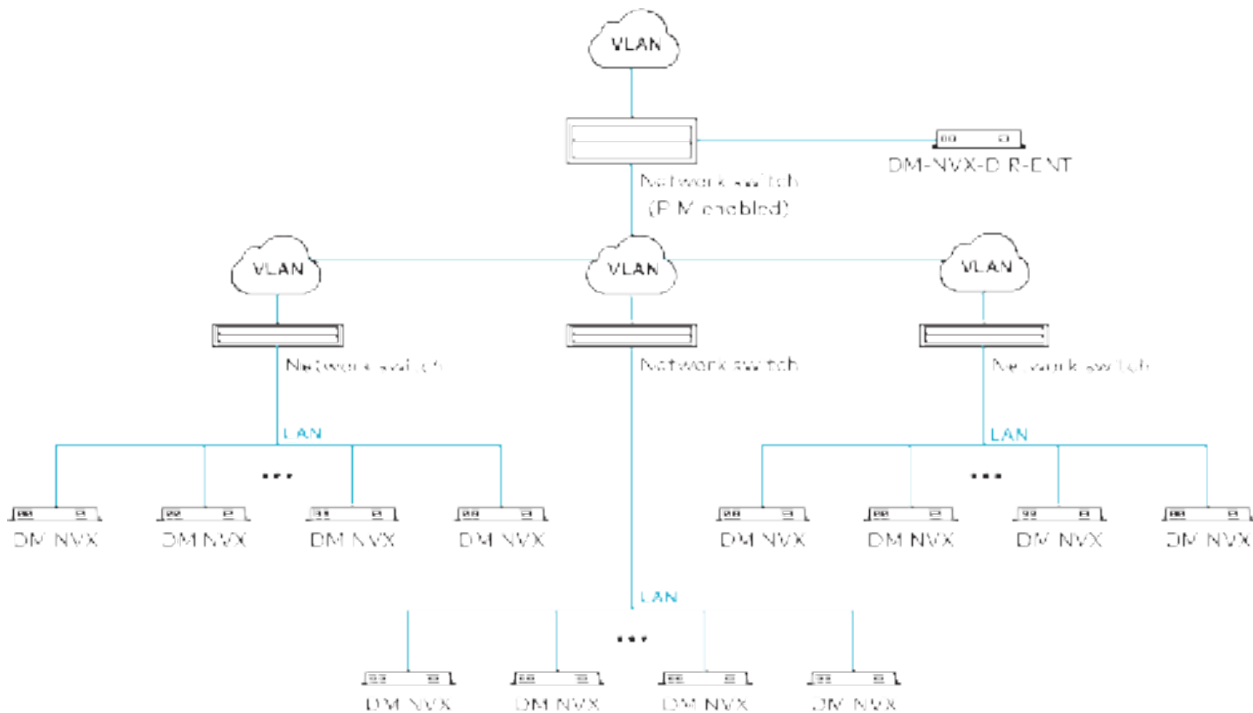 VLAN
DM-NVX-DIR-ENT
Network switch
(PIM enabled)
VLAN
VLAN
VLAN
Network switch
Network switch
Network switch
LAN
LAN
...
...
DM NVX
DM NVX
DM NVX
DM NVX
DM NVX
DM NVX
DM NVX
DM NVX
LAN
...
DM NVX
DM NVX
DM NVX
DM NVX